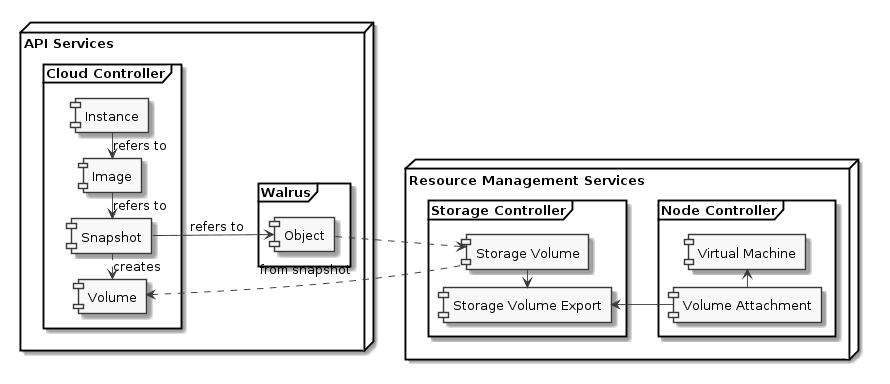 API Services
Cloud Controller
Instance
refers to
Image
refers to
Snapshot
creates
Volume
refers to
Walrus
Object
from snapshot
Resource Management Services
Storage Controller
Storage Volume
Storage Volume Export
Node Controller
Virtual Machine
Volume Attachment